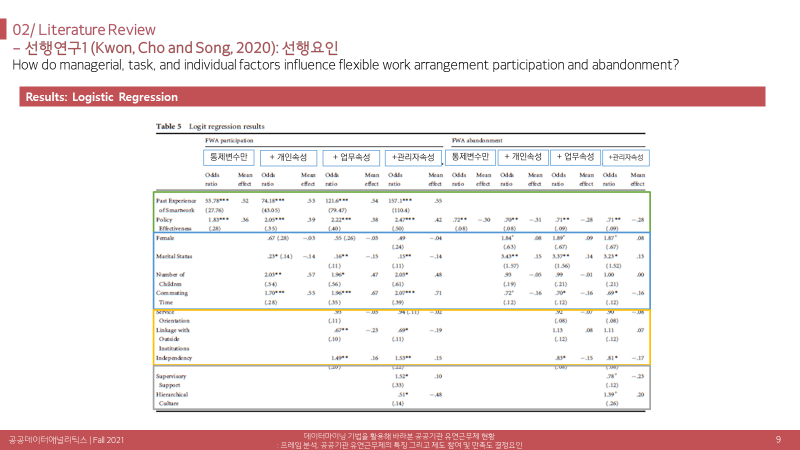 02/ Literature Review
– 선행연구1 (Kwon, Cho and Song, 2020): 선행요인
How do managerial, task, and individual factors influence flexible work arrangement participation and abandonment?
Results: Logistic Regression
Table 5 Logit regression results
FWA participation FWA abandonment
통제변수만 + 개인속성 + 업무속성 +관리자속성 통제변수만 + 개인속성 + 업무속성 +관리자속성
Odds Mean Odds Mean Odds Mean Odds Mean Odds Mean Odds Mean Odds Mean Odds Mean
ratio effect ratio effect ratio effect ratio effect ratio effect ratio effect ratio effect ratio effect
Past Experience 53.78*** .52 74.18*** .53 121.6*** .54 157.1*** .55
of Smartwork (27.76) (43.05) (79.47) (110.4)
Policy 1.83*** .36 2.05*** .39 2.22*** .38 2.47*** .42 .72** −.30 .70** −.31 .71** −.28 .71** −.28
Effectiveness (.28) (.35) (.40) (.50) (.08) (.08) (.09) (.09)
Female .67 (.28) −.03 .55 (.26) −.05 .49 −.04 1.84+ .08 1.89+ .09 1.87+ .08
(.24) (.63) (.67) (.67)
Marital Status .23* (.14) −.14 .16** −.15 .15** −.14 3.43** .15 3.37** .14 3.23* .13
(.11) (.11) (1.57) (1.56) (1.52)
Number of 2.03** .57 1.96* .47 2.03* .48 .93 −.05 .99 −.01 1.00 .00
Children (.54) (.56) (.61) (.19) (.21) (.21)
Commuting 1.70*** .55 1.96*** .67 2.07*** .71 .72+ −.16 .70* −.16 .69* −.16
Time (.28) (.35) (.39) (.12) (.12) (.12)
Service .95 −.03 .94 (.11) −.02 .92 −.07 .90 −.08
Orientation (.11) (.08) (.08)
Linkage with .67** −.23 .69* −.19 1.13 .08 1.11 .07
Outside (.10) (.11) (.12) (.12)
Institutions
Independency 1.49** .16 1.53** .15 .83* −.15 .81* −.17
(.20) (.22) (.08) (.08)
Supervisory 1.52* .10 .78+ −.25
Support (.33) (.12)
Hierarchical .51* −.48 1.39+ .20
Culture (.14) (.26)
공공데이터애널리틱스 | Fall 2021
데이터마이닝 기법을 활용해 바라본 공공기관 유연근무제 현황
: 프레임 분석, 공공기관 유연근무제의 특징 그리고 제도 참여 및 만족도 결정요인
9